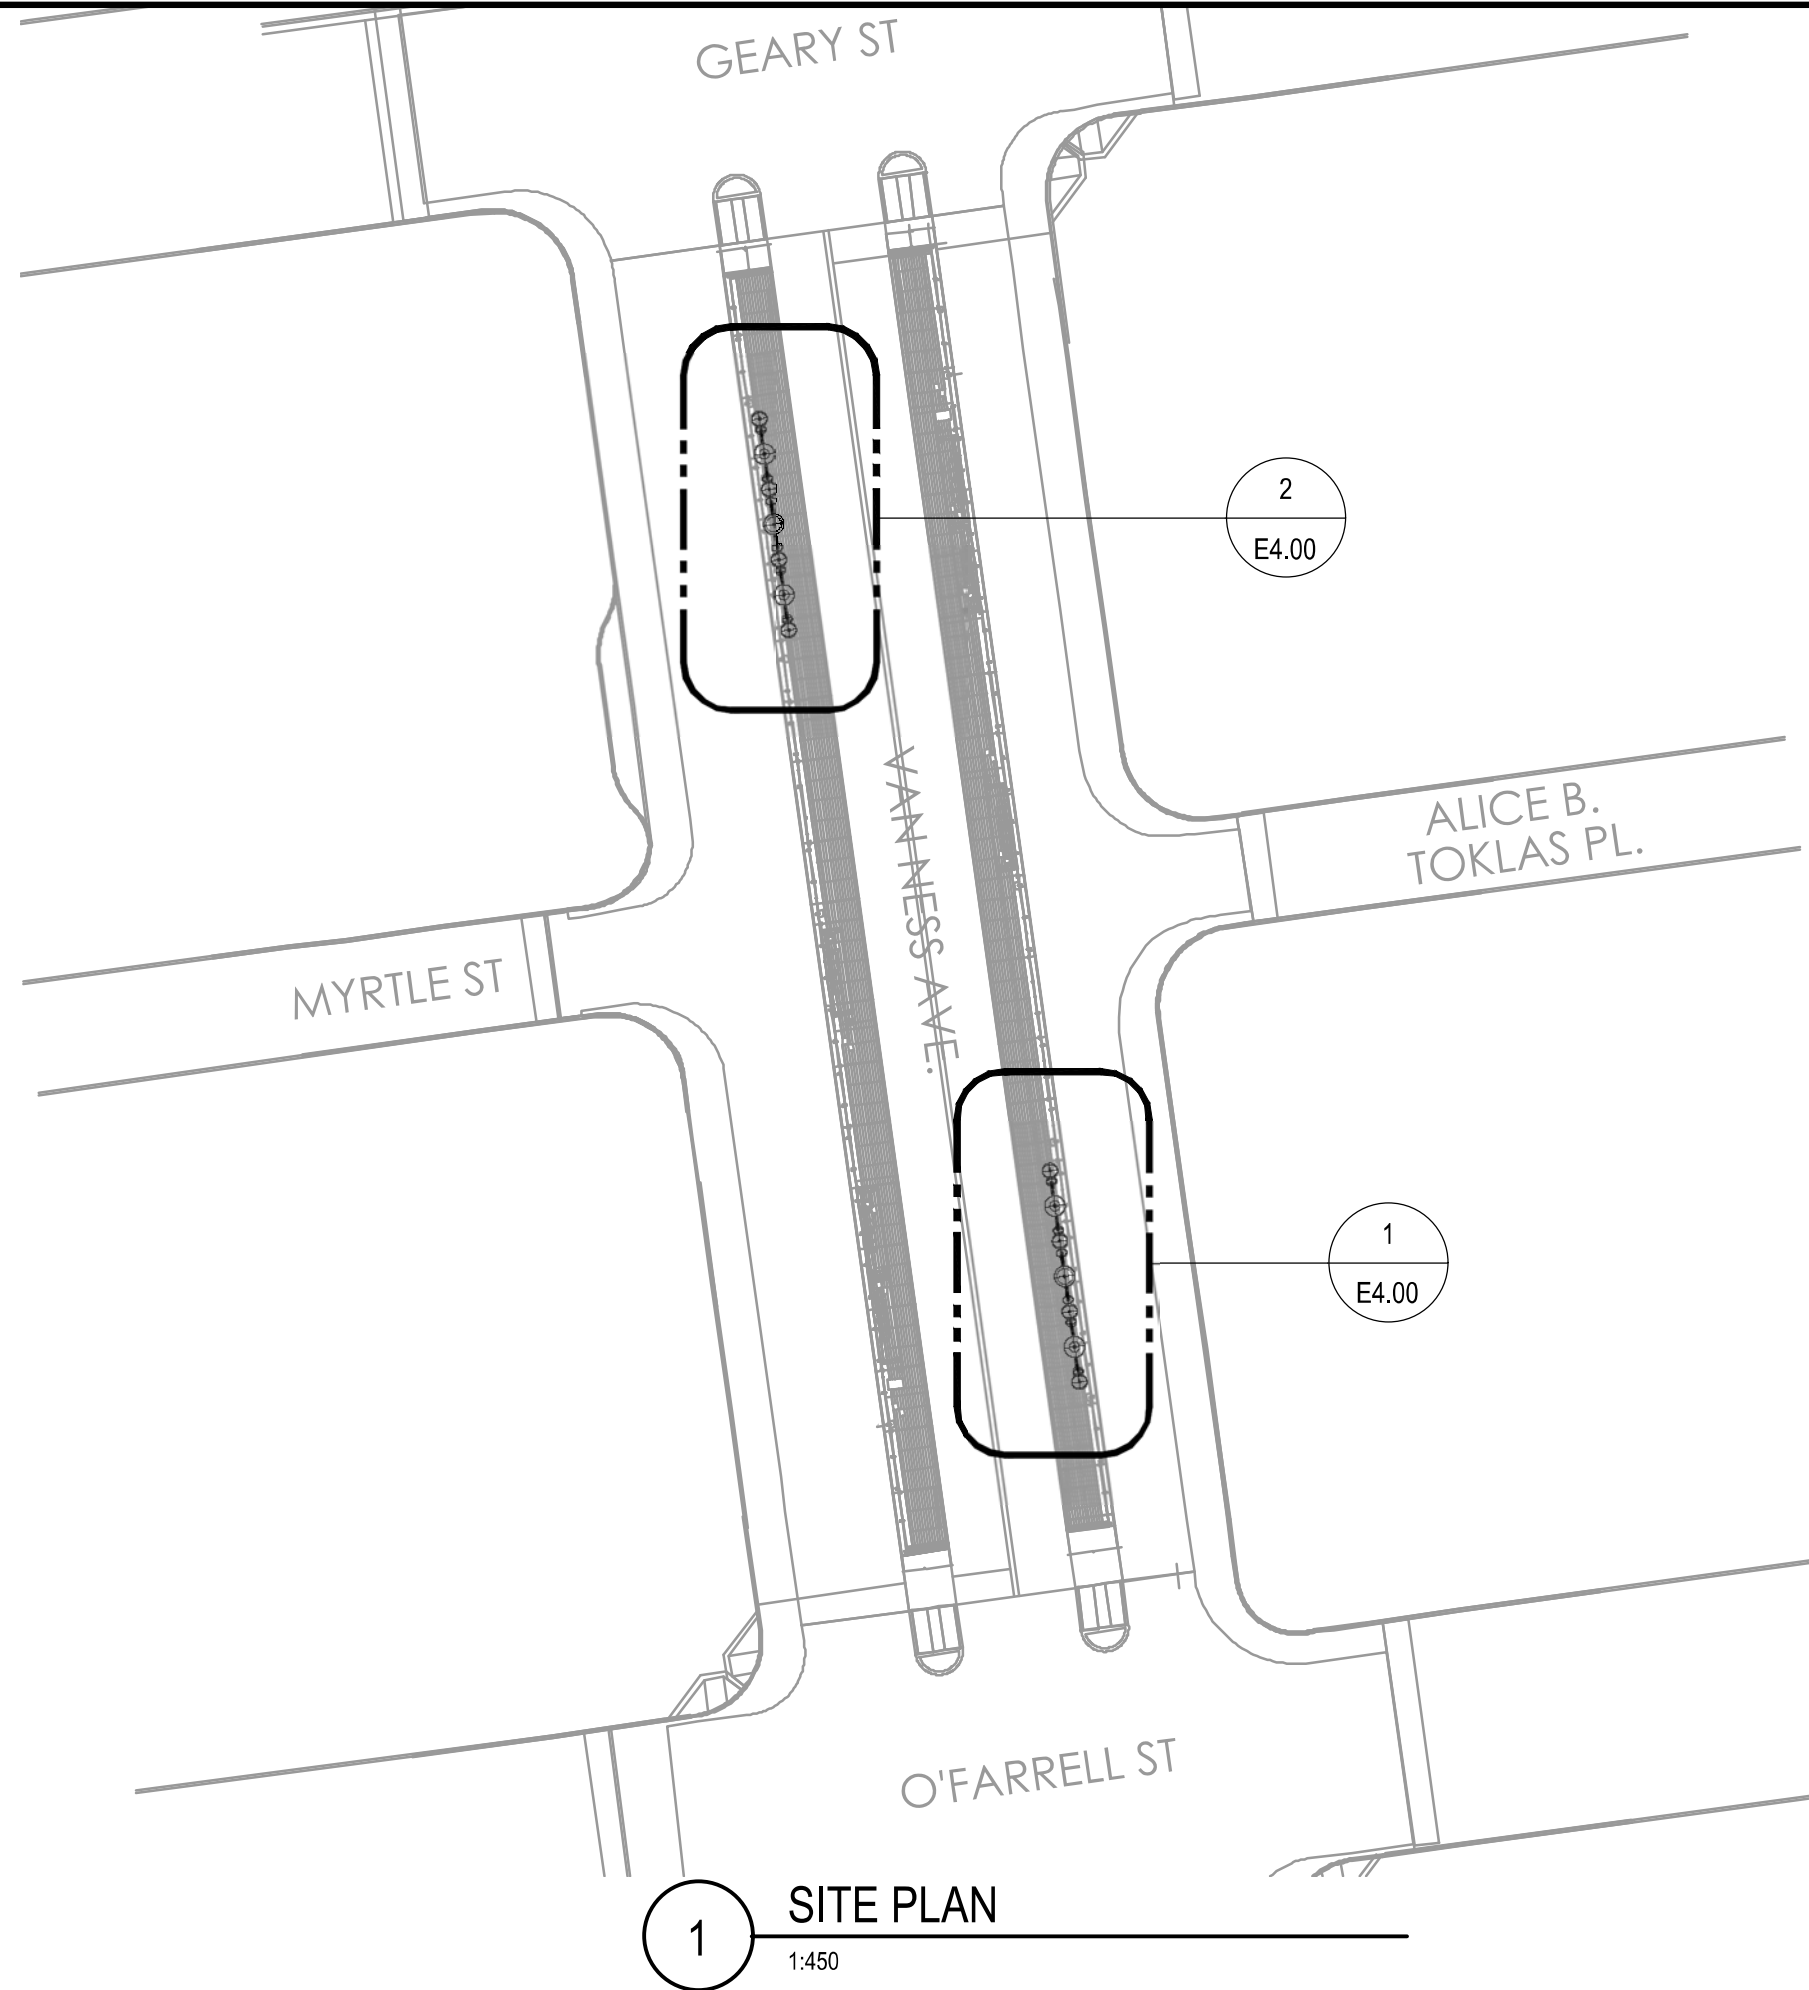 GEARY ST
2
E4.00
VAN NESS AVE.
ALICE B.
TOKLAS PL.
MYRTLE ST
1
E4.00
O'FARRELL ST
1
SITE PLAN
1:450